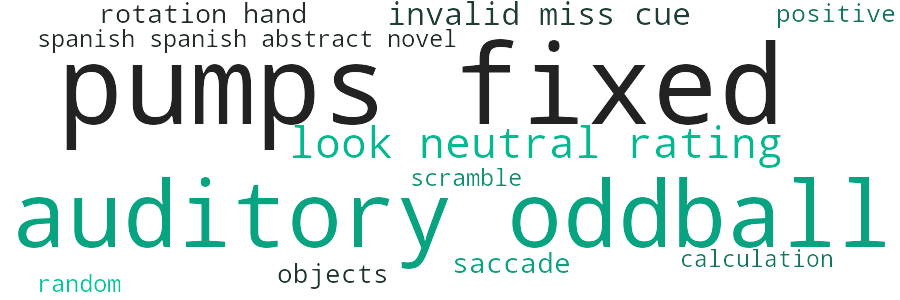 rotation hand
invalid miss cue
positive
spanish spanish abstract novel
pumps fixed
look neutral rating
scramble
auditory oddball
saccade
calculation
objects
random